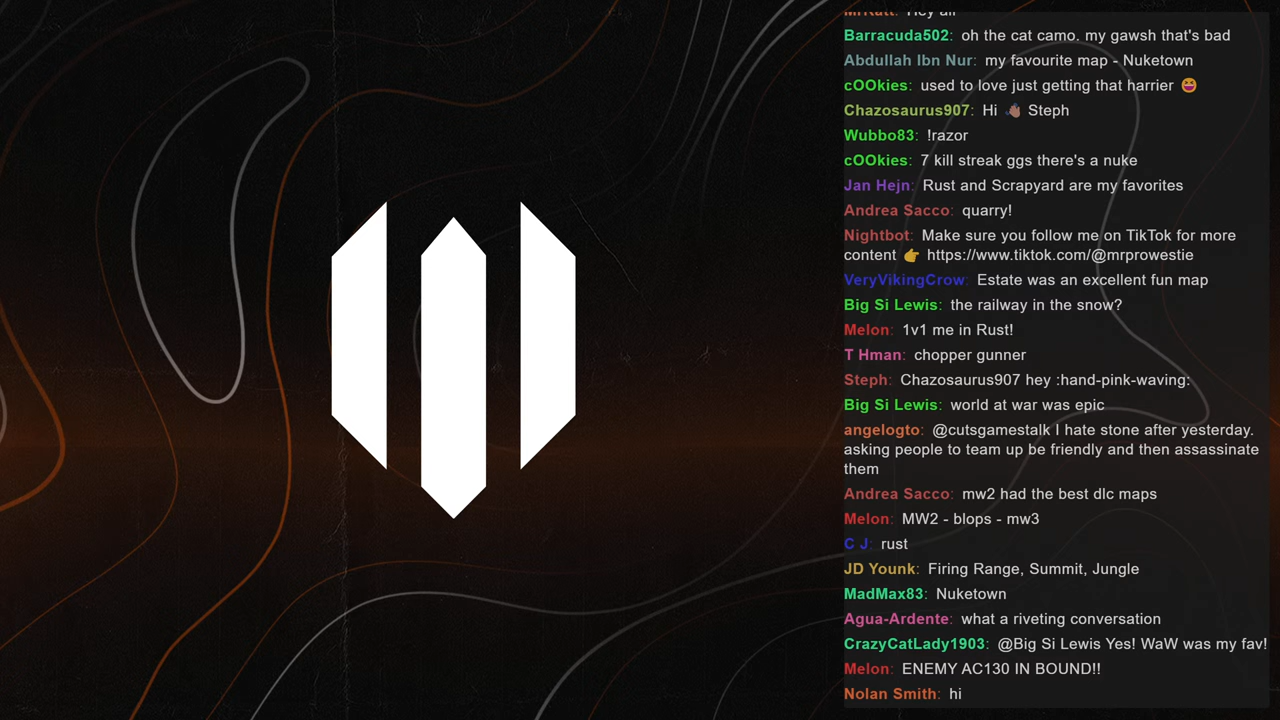 MrKatt: Hey all
Barracuda502: oh the cat camo. my gawsh that's bad
Abdullah Ibn Nur: my favourite map - Nuketown
cOOkies: used to love just getting that harrier 😆
Chazosaurus907: Hi 👋🏽 Steph
Wubbo83: !razor
cOOkies: 7 kill streak ggs there's a nuke
Jan Hejn: Rust and Scrapyard are my favorites
Andrea Sacco: quarry!
Nightbot: Make sure you follow me on TikTok for more
content 👉 https://www.tiktok.com/@mrprowestie
VeryVikingCrow: Estate was an excellent fun map
Big Si Lewis: the railway in the snow?
Melon: 1v1 me in Rust!
T Hman: chopper gunner
Steph: Chazosaurus907 hey :hand-pink-waving:
Big Si Lewis: world at war was epic
angelogto: @cutsgamestalk I hate stone after yesterday.
asking people to team up be friendly and then assassinate
them
Andrea Sacco: mw2 had the best dlc maps
Melon: MW2 - blops - mw3
C J: rust
JD Younk: Firing Range, Summit, Jungle
MadMax83: Nuketown
Agua-Ardente: what a riveting conversation
CrazyCatLady1903: @Big Si Lewis Yes! WaW was my fav!
Melon: ENEMY AC130 IN BOUND!!
Nolan Smith: hi